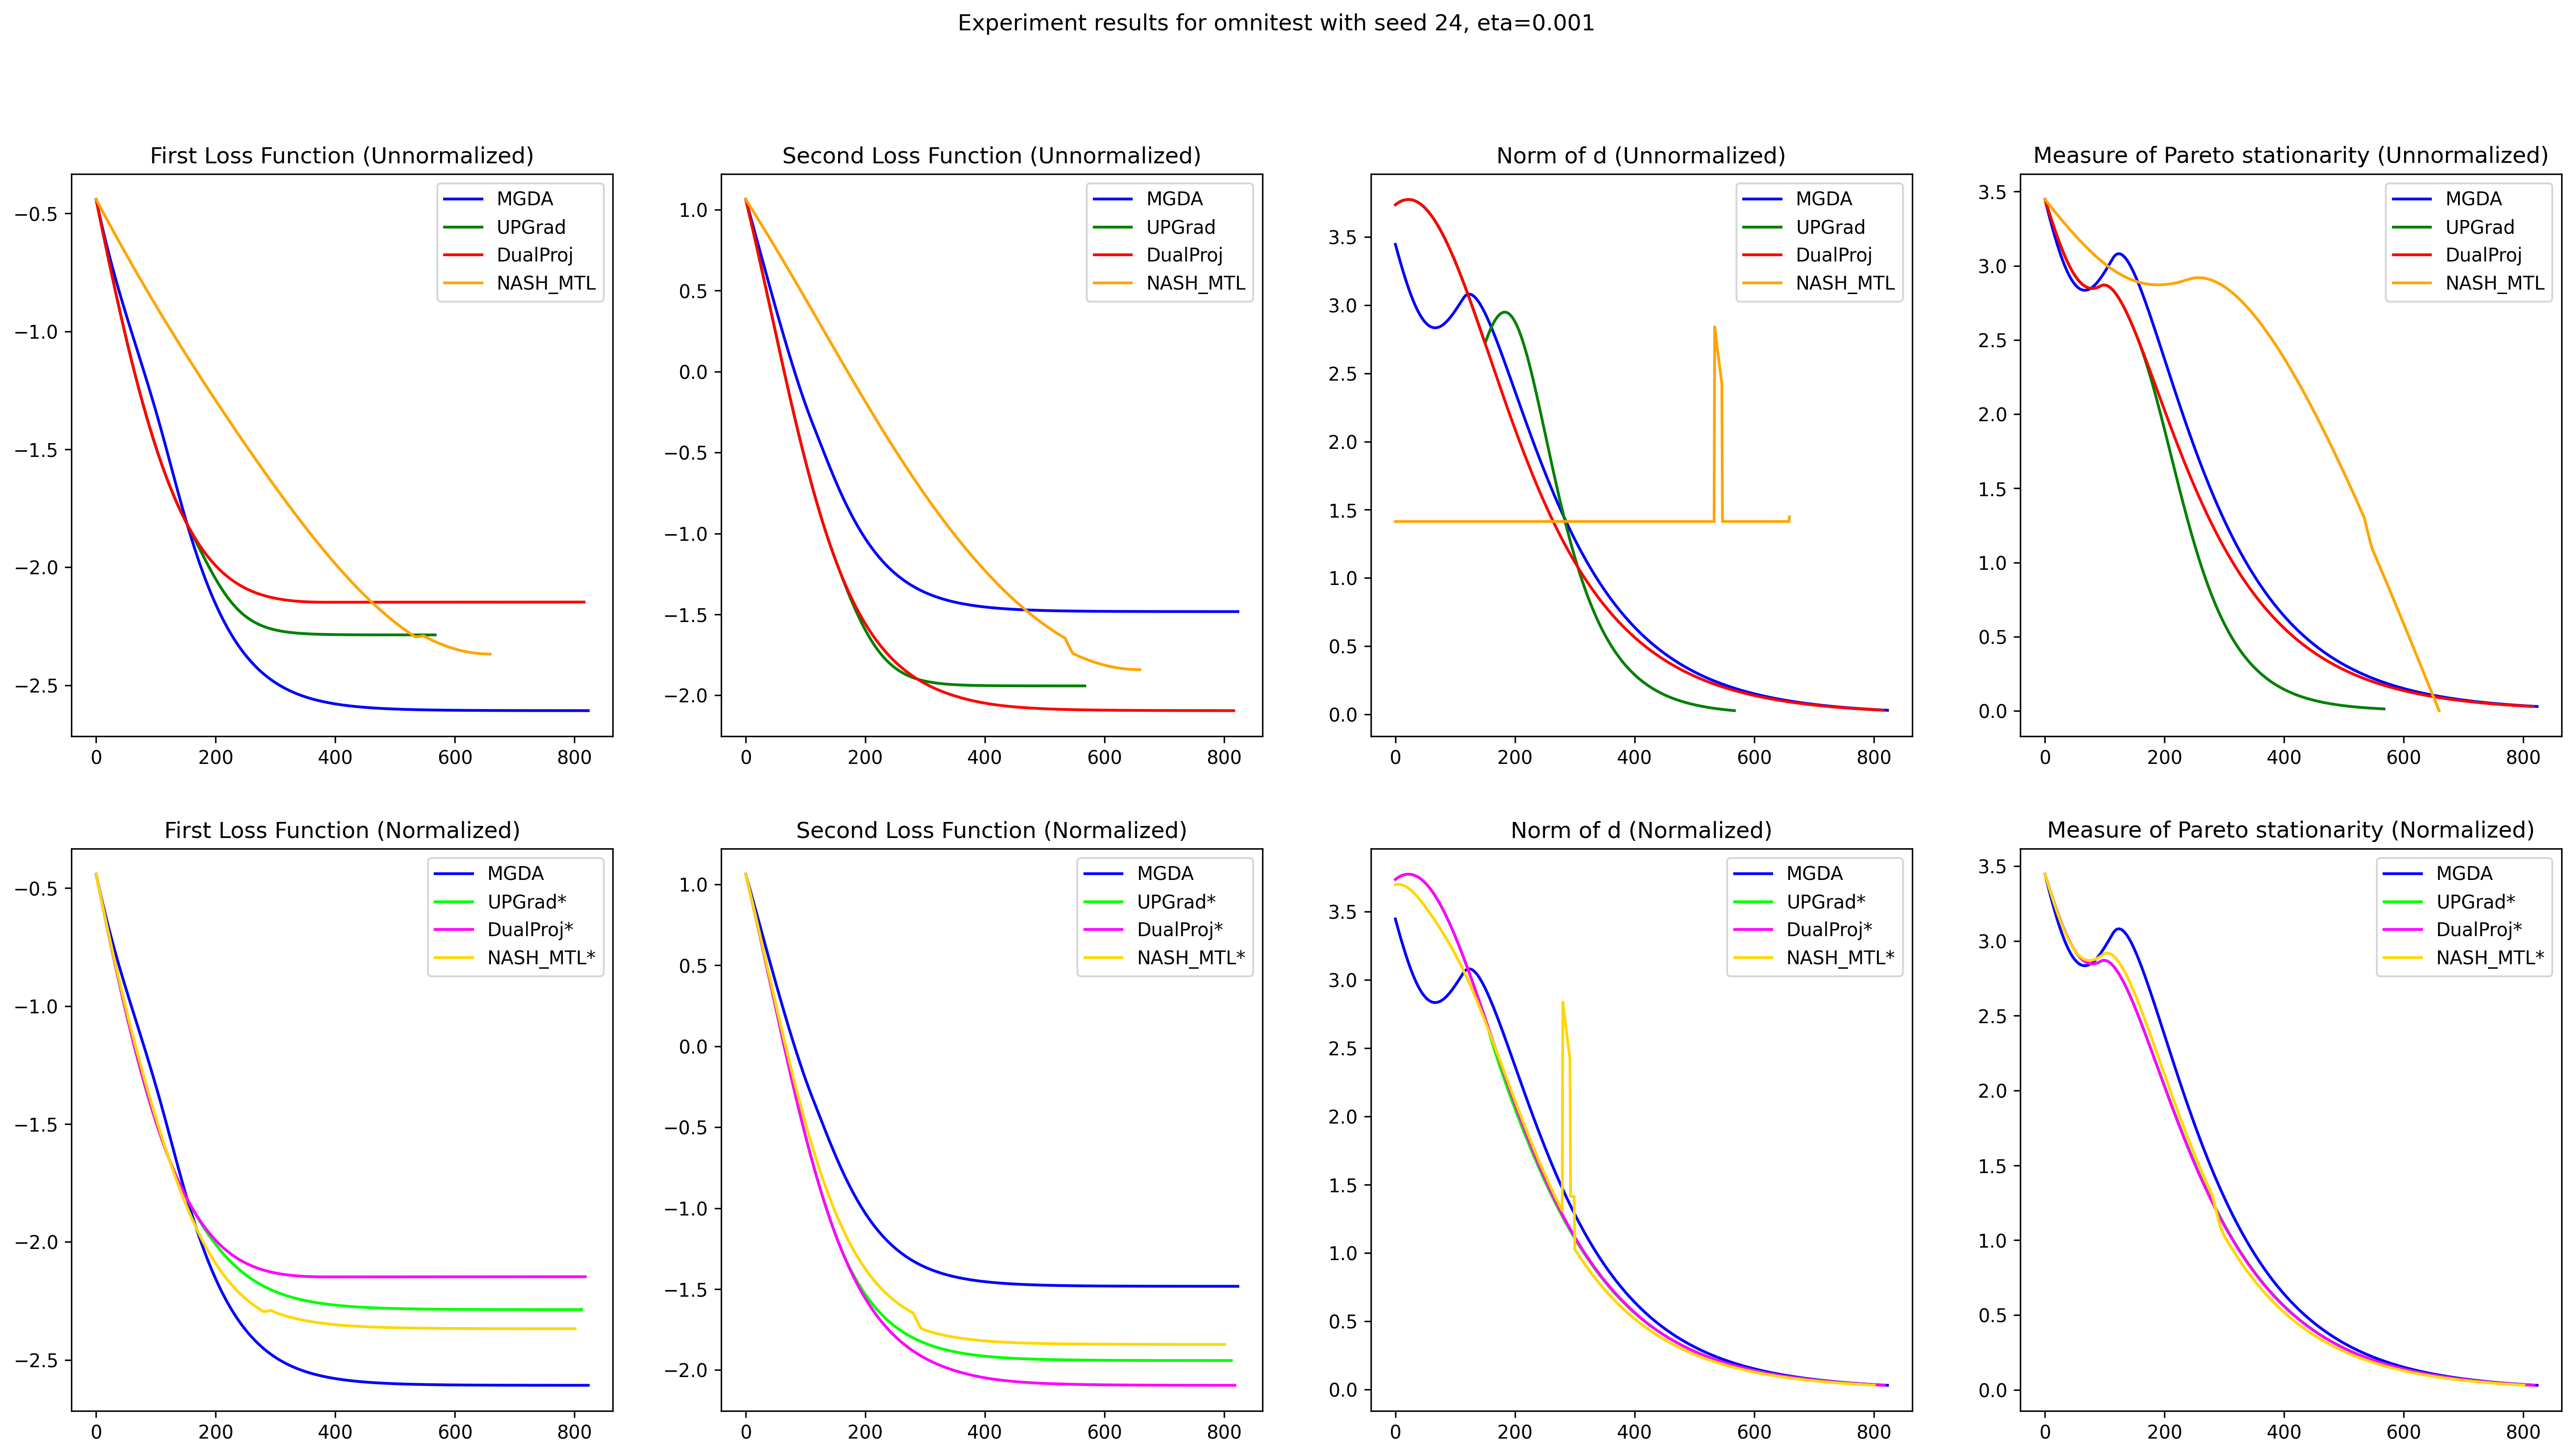 Experiment results for omnitest with seed 24, eta=0.001
First Loss Function (Unnormalized)
MGDA
UPGrad
DualProj
NASH_MTL
−0.5
−1.0
−1.5
−2.0
−2.5
0 200 400 600 800
Second Loss Function (Unnormalized)
MGDA
UPGrad
DualProj
NASH_MTL
1.0
0.5
0.0
−0.5
−1.0
−1.5
−2.0
0 200 400 600 800
Norm of d (Unnormalized)
MGDA
UPGrad
DualProj
NASH_MTL
3.5
3.0
2.5
2.0
1.5
1.0
0.5
0.0
0 200 400 600 800
Measure of Pareto stationarity (Unnormalized)
MGDA
UPGrad
DualProj
NASH_MTL
3.5
3.0
2.5
2.0
1.5
1.0
0.5
0.0
0 200 400 600 800
First Loss Function (Normalized)
MGDA
UPGrad*
DualProj*
NASH_MTL*
−0.5
−1.0
−1.5
−2.0
−2.5
0 200 400 600 800
Second Loss Function (Normalized)
MGDA
UPGrad*
DualProj*
NASH_MTL*
1.0
0.5
0.0
−0.5
−1.0
−1.5
−2.0
0 200 400 600 800
Norm of d (Normalized)
MGDA
UPGrad*
DualProj*
NASH_MTL*
3.5
3.0
2.5
2.0
1.5
1.0
0.5
0.0
0 200 400 600 800
Measure of Pareto stationarity (Normalized)
MGDA
UPGrad*
DualProj*
NASH_MTL*
3.5
3.0
2.5
2.0
1.5
1.0
0.5
0.0
0 200 400 600 800